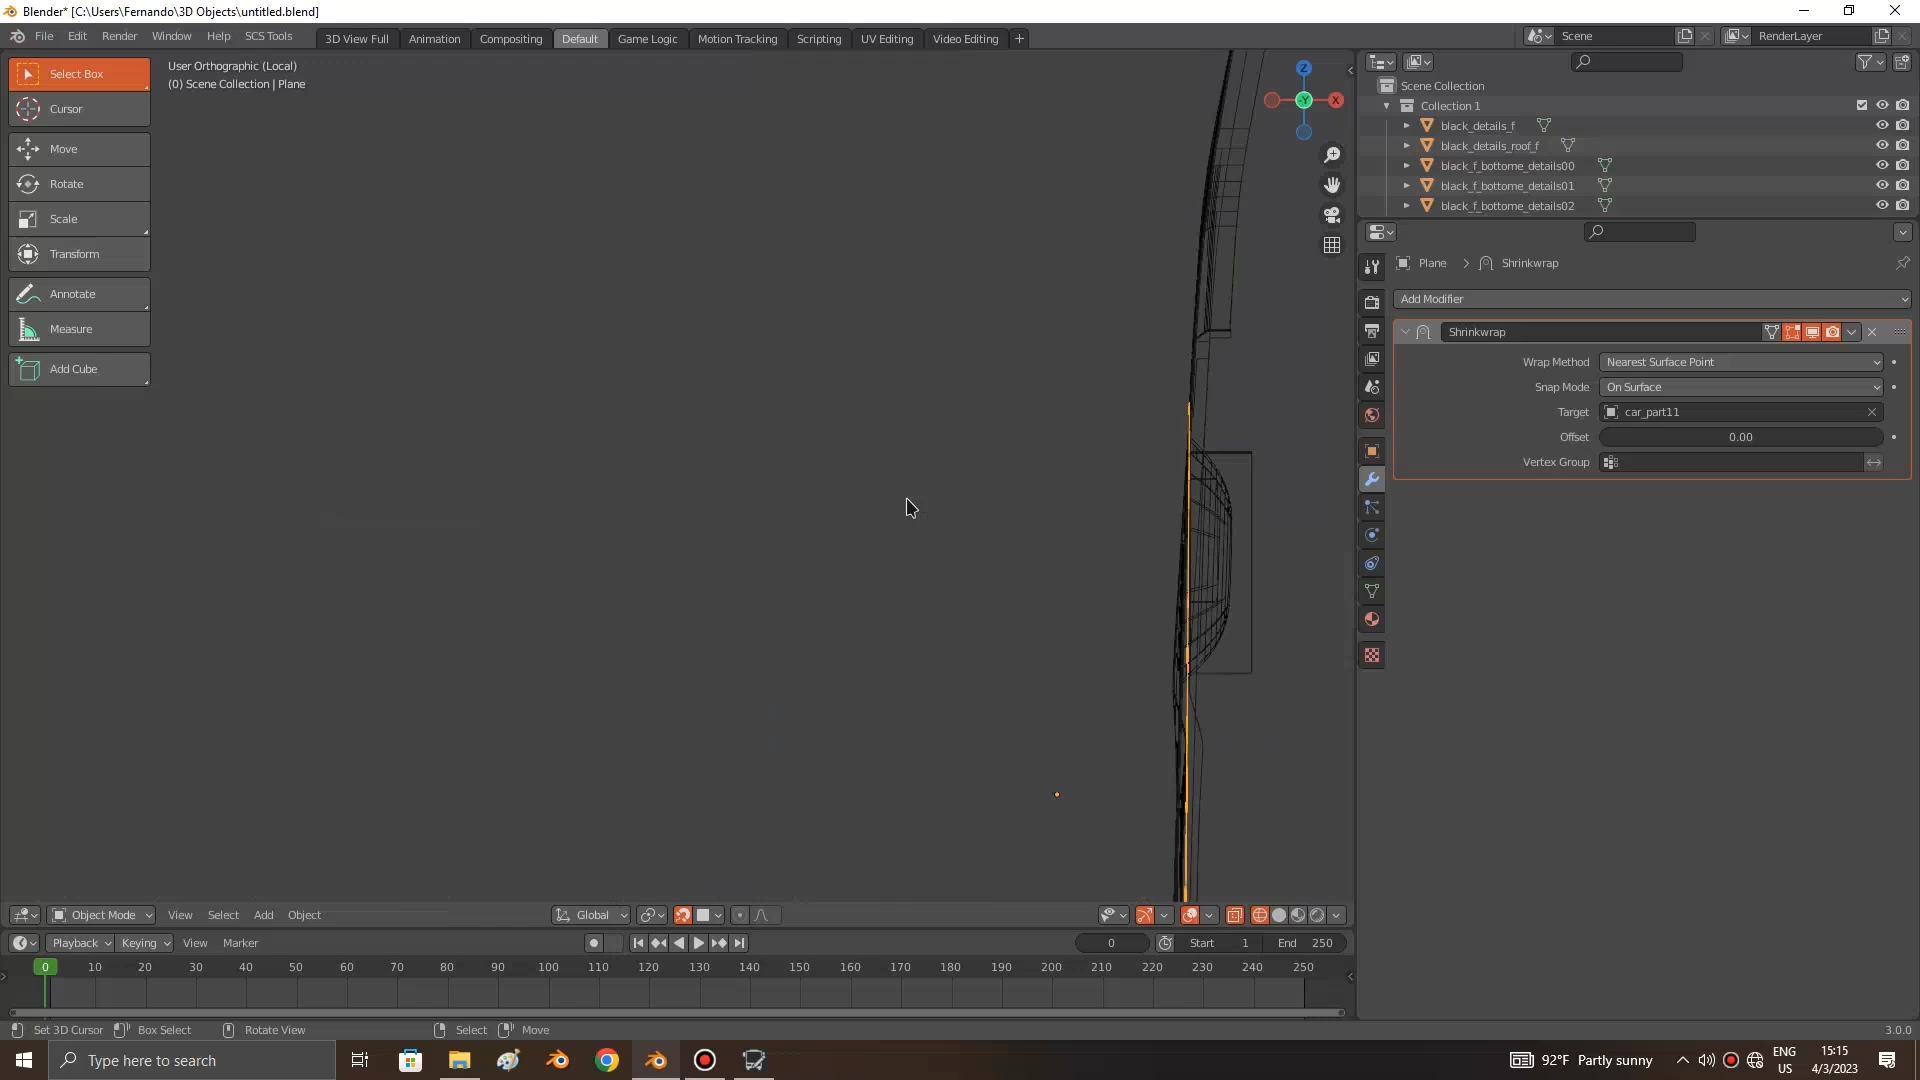 Blender* [C:\Users\Fernando\3D Objects\untitled.blend]
File Edit Render Window Help SCS Tools
3D View Full Animation Compositing Default Game Logic Motion Tracking Scripting UV Editing Video Editing +
Scene RenderLayer
Select Box
Cursor
Move
Rotate
Scale
Transform
Annotate
Measure
Add Cube
User Orthographic (Local)
(0) Scene Collection | Plane
Z
Y X
Scene Collection
Collection 1
black_details_f
black_details_roof_f
black_f_bottome_details00
black_f_bottome_details01
black_f_bottome_details02
Plane > Shrinkwrap
Add Modifier
Shrinkwrap
Wrap Method Nearest Surface Point
Snap Mode On Surface
Target car_part11
Offset 0.00
Vertex Group
Object Mode View Select Add Object Global
Playback Keying View Marker 0 Start 1 End 250
0 10 20 30 40 50 60 70 80 90 100 110 120 130 140 150 160 170 180 190 200 210 220 230 240 250
Set 3D Cursor Box Select Rotate View Select Move 3.0.0
Type here to search
92°F Partly sunny
ENG
US
15:15
4/3/2023